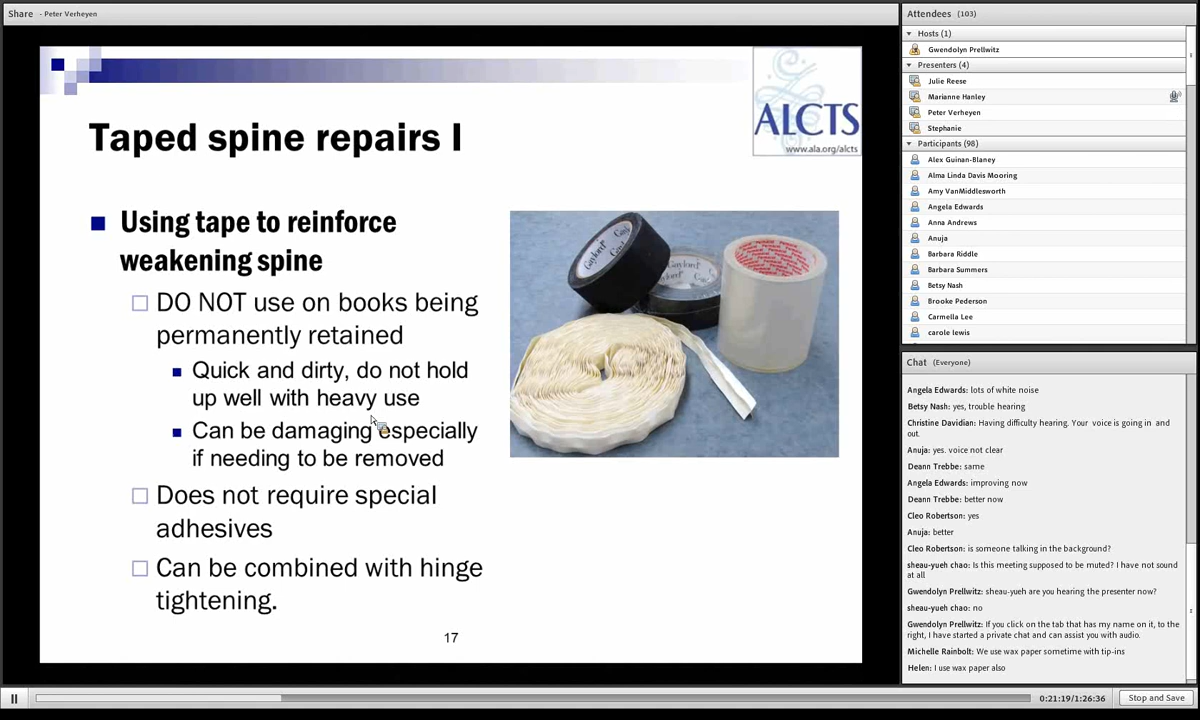 Share - Peter Verheyen
ALCTS
www.ala.org/alcts
Taped spine repairs I
Using tape to reinforce
weakening spine
DO NOT use on books being
permanently retained
Quick and dirty, do not hold
up well with heavy use
Can be damaging especially
if needing to be removed
Does not require special
adhesives
Can be combined with hinge
tightening.
Gaylord
Gaylord
17
Attendees (103)
Hosts (1)
Gwendolyn Prellwitz
Presenters (4)
Julie Reese
Marianne Hanley
Peter Verheyen
Stephanie
Participants (98)
Alex Guinan-Blaney
Alma Linda Davis Mooring
Amy VanMiddlesworth
Angela Edwards
Anna Andrews
Anuja
Barbara Riddle
Barbara Summers
Betsy Nash
Brooke Pederson
Carmella Lee
carole lewis
Chat (Everyone)
Angela Edwards: lots of white noise
Betsy Nash: yes, trouble hearing
Christine Davidian: Having difficulty hearing. Your voice is going in and
out.
Anuja: yes. voice not clear
Deann Trebbe: same
Angela Edwards: improving now
Deann Trebbe: better now
Cleo Robertson: yes
Anuja: better
Cleo Robertson: is someone talking in the background?
sheau-yueh chao: Is this meeting supposed to be muted? I have not sound
at all
Gwendolyn Prellwitz: sheau-yueh are you hearing the presenter now?
sheau-yueh chao: no
Gwendolyn Prellwitz: If you click on the tab that has my name on it, to the
right, I have started a private chat and can assist you with audio.
Michelle Rainbolt: We use wax paper sometime with tip-ins
Helen: I use wax paper also
0:21:19/1:26:36
Stop and Save